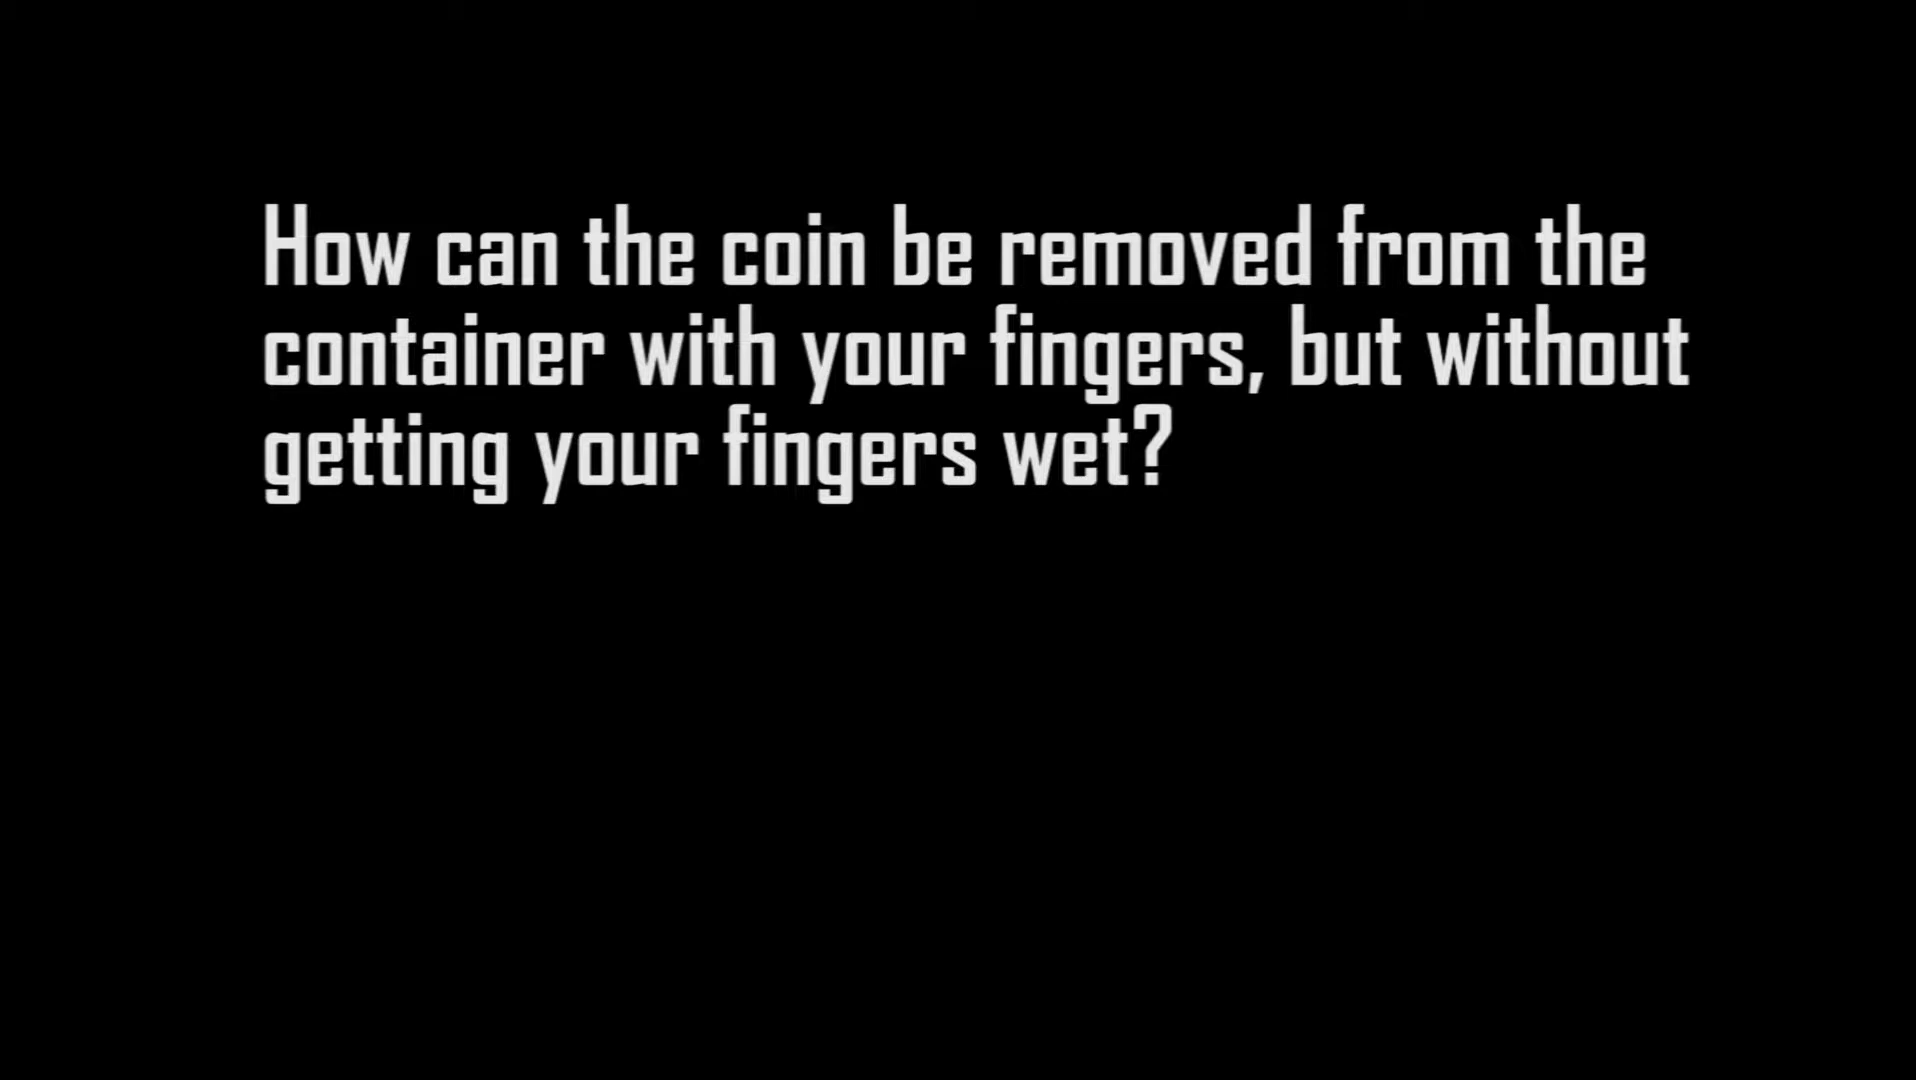 How can the coin be removed from the
container with your fingers, but without
getting your fingers wet?